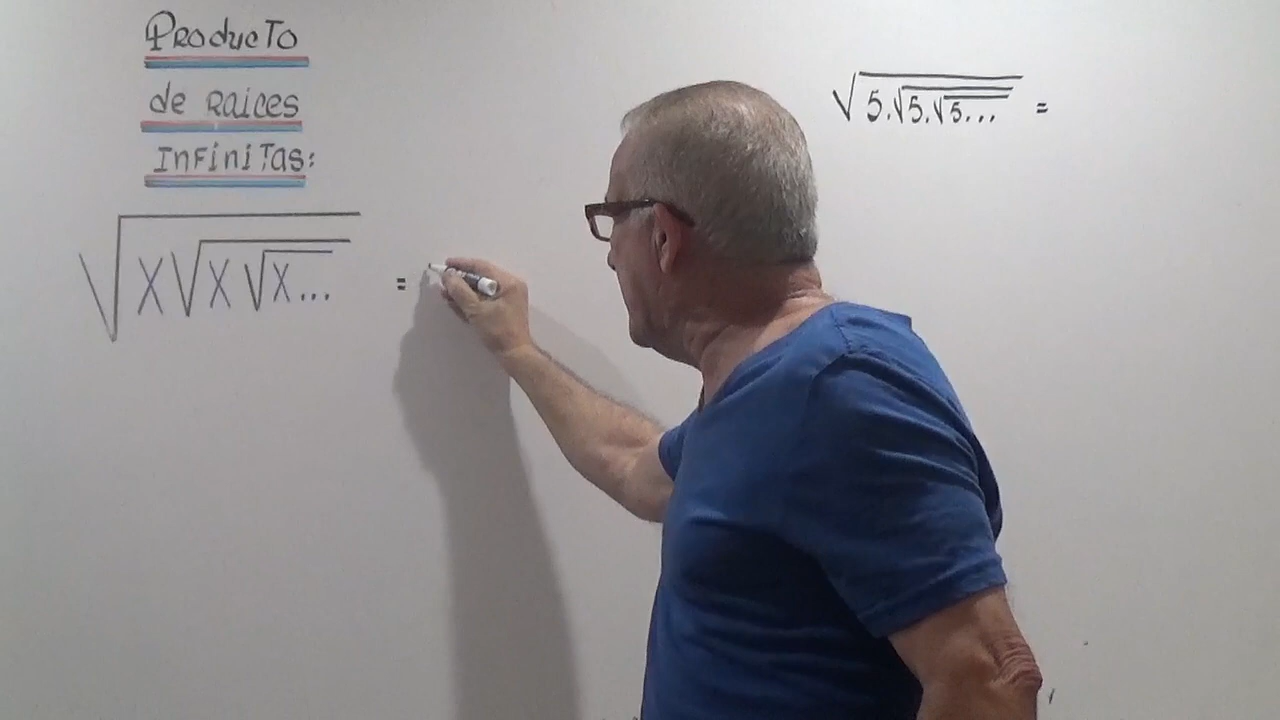 Producto
de raices
Infinitas:
√(X√(X√(X...))) =
√(5.√(5.√(5...))) =